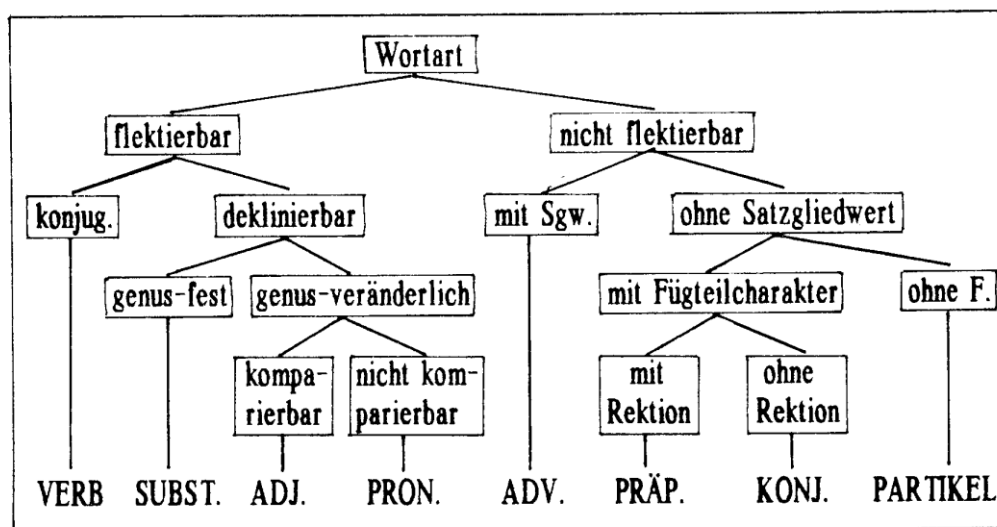 Wortart
flektierbar
nicht flektierbar
konjug.
deklinierbar
mit Sgw.
ohne Satzgliedwert
genus-fest
genus-veränderlich
mit Fügteilcharakter
ohne F.
kompa-
rierbar
nicht kom-
parierbar
mit
Rektion
ohne
Rektion
VERB
SUBST.
ADJ.
PRON.
ADV.
PRÄP.
KONJ.
PARTIKEL